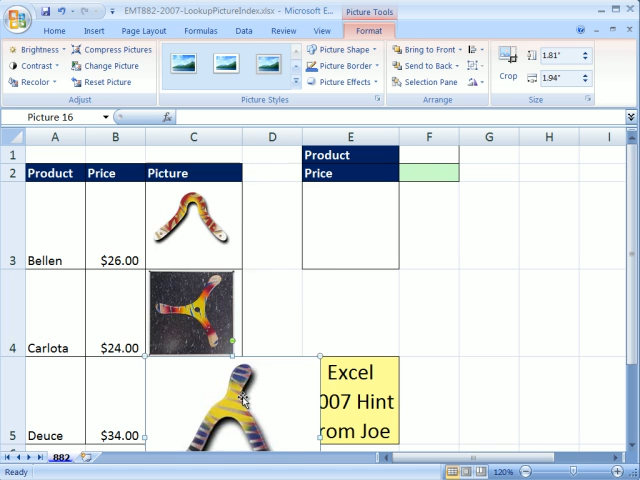 EMT882-2007-LookupPictureIndex.xlsx - Microsoft E... Picture Tools
Home Insert Page Layout Formulas Data Review View Format
Brightness Compress Pictures Picture Shape Bring to Front 1.81"
Contrast Change Picture Picture Border Send to Back 1.94"
Recolor Reset Picture Picture Effects Selection Pane Crop
Adjust Picture Styles Arrange Size
Picture 16 fx
A B C D E F G H I
1 Product
2 Product Price Picture Price
3 Bellen $26.00
4 Carlota $24.00
Excel
007 Hint
rom Joe
5 Deuce $34.00
882
Ready 120%